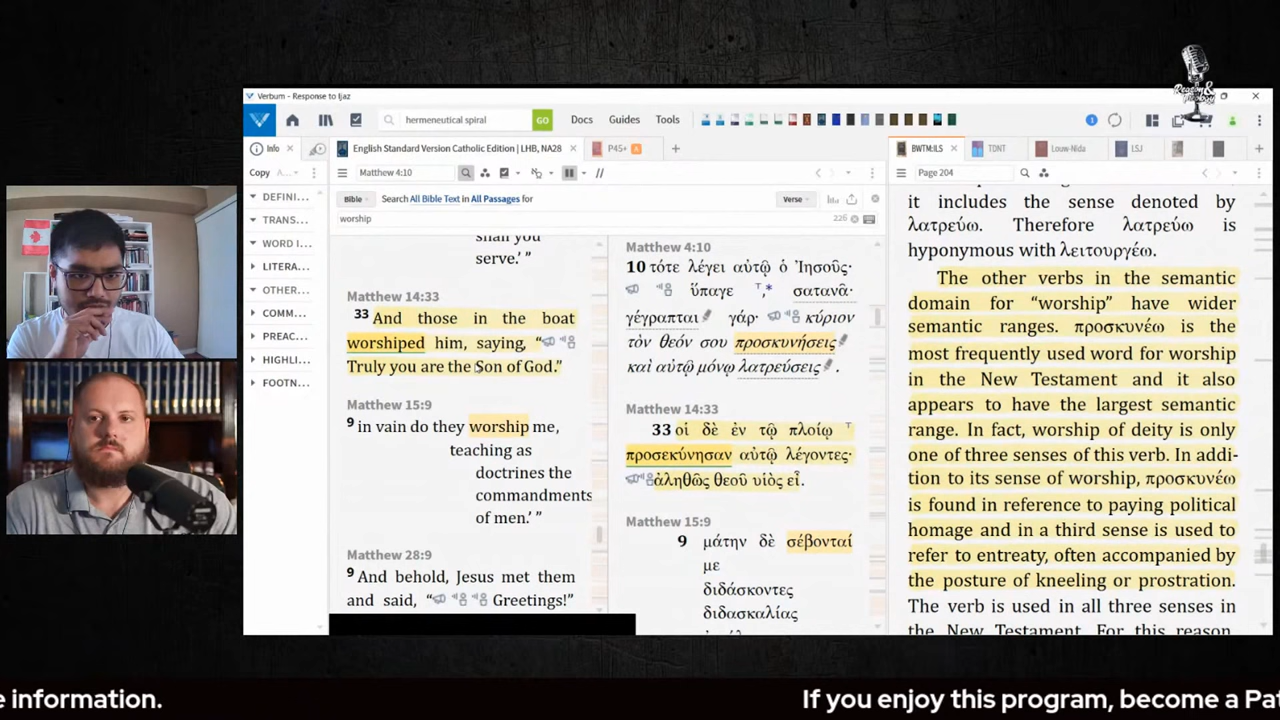 Reason &
Theology
Verbum - Response to Ijaz
hermeneutical spiral
GO
Docs
Guides
Tools
Info
English Standard Version Catholic Edition | LHB, NA28
P45+
A
BWTM:ILS
TDNT
Louw-Nida
LSJ
Copy
Matthew 4:10
Page 204
Bible
Search All Bible Text in All Passages for
Verse
worship
226
DEFINI...
TRANS...
WORD I...
LITERA...
OTHER...
COMM...
PREAC...
HIGHLI...
FOOTN...
shall you
serve.’ ”
Matthew 14:33
33 And those in the boat
worshiped him, saying, “
Truly you are the Son of God.”
Matthew 15:9
9 in vain do they worship me,
teaching as
doctrines the
commandments
of men.’ ”
Matthew 28:9
9 And behold, Jesus met them
and said, “ Greetings!”
Matthew 4:10
10 τότε λέγει αὐτῷ ὁ Ἰησοῦς·
ὕπαγε ⸆,* σατανᾶ·
γέγραπται γάρ· κύριον
τὸν θεόν σου προσκυνήσεις
καὶ αὐτῷ μόνῳ λατρεύσεις.
Matthew 14:33
33 οἱ δὲ ἐν τῷ πλοίῳ ⸆
προσεκύνησαν αὐτῷ λέγοντες·
ἀληθῶς θεοῦ υἱὸς εἶ.
Matthew 15:9
9 μάτην δὲ σέβονταί
με
διδάσκοντες
διδασκαλίας
it includes the sense denoted by
λατρεύω. Therefore λατρεύω is
hyponymous with λειτουργέω.
The other verbs in the semantic
domain for “worship” have wider
semantic ranges. προσκυνέω is the
most frequently used word for worship
in the New Testament and it also
appears to have the largest semantic
range. In fact, worship of deity is only
one of three senses of this verb. In addi-
tion to its sense of worship, προσκυνέω
is found in reference to paying political
homage and in a third sense is used to
refer to entreaty, often accompanied by
the posture of kneeling or prostration.
The verb is used in all three senses in
the New Testament. For this reason,
e information.
If you enjoy this program, become a Pat